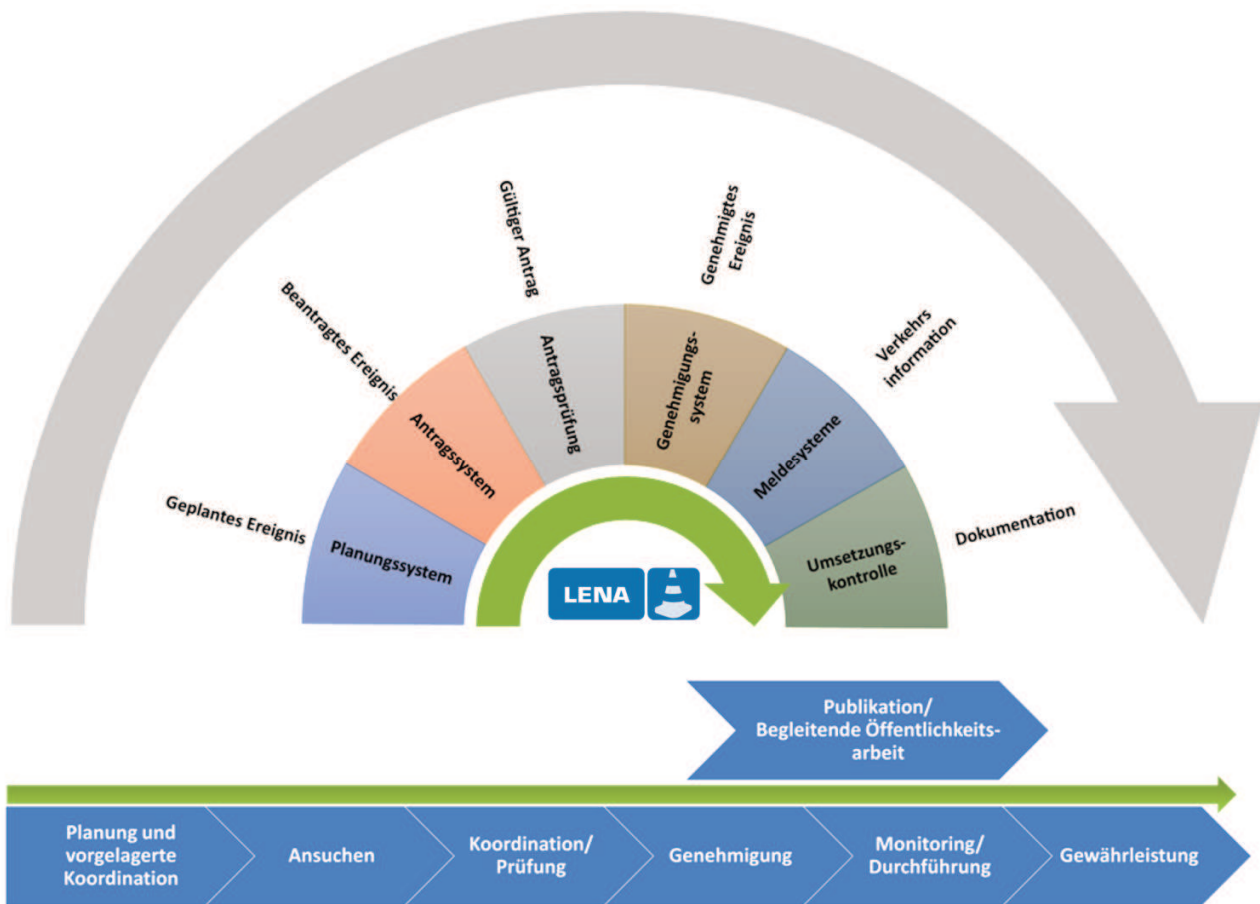 Geplantes Ereignis
Beantragtes Ereignis
Gültiger Antrag
Genehmigtes
Ereignis
Verkehrs
information
Dokumentation
Planungssystem
Antragssystem
Antragsprüfung
Genehmigungs-
system
Meldesysteme
Umsetzungs-
kontrolle
LENA
Publikation/
Begleitende Öffentlichkeits-
arbeit
Planung und
vorgelagerte
Koordination
Ansuchen
Koordination/
Prüfung
Genehmigung
Monitoring/
Durchführung
Gewährleistung